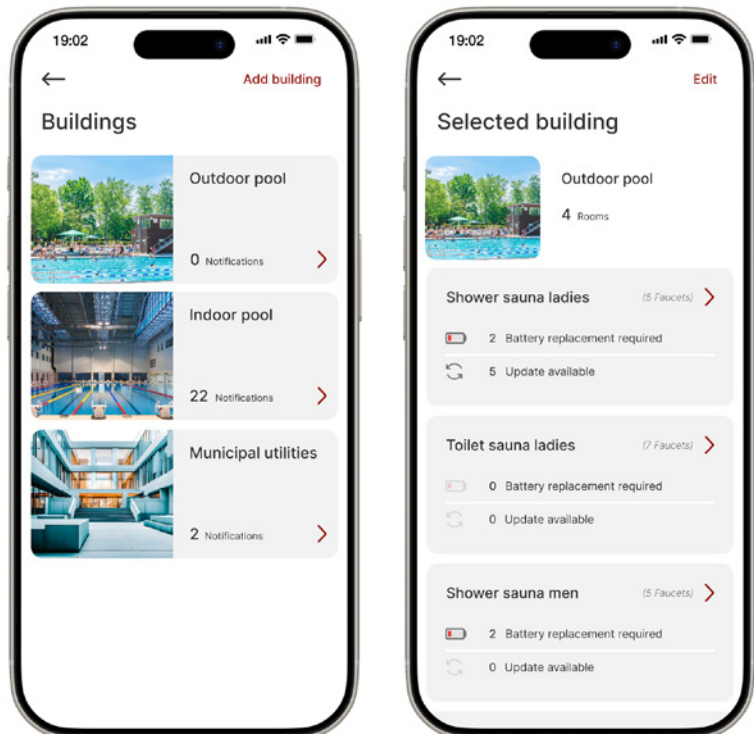 19:02
Add building
Buildings
Outdoor pool
0 Notifications
Indoor pool
22 Notifications
Municipal utilities
2 Notifications
19:02
Edit
Selected building
Outdoor pool
4 Rooms
Shower sauna ladies (5 Faucets)
2 Battery replacement required
5 Update available
Toilet sauna ladies (7 Faucets)
0 Battery replacement required
0 Update available
Shower sauna men (5 Faucets)
2 Battery replacement required
0 Update available